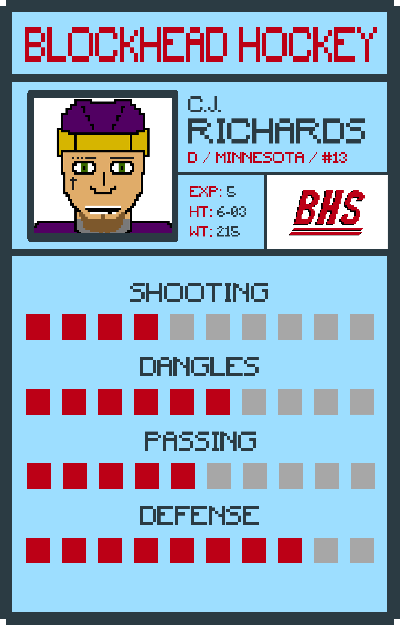 BLOCKHEAD HOCKEY
C.J.
RICHARDS
D / MINNESOTA / #13
EXP: 5
HT: 6-03
WT: 215
BHS
SHOOTING
DANGLES
PASSING
DEFENSE